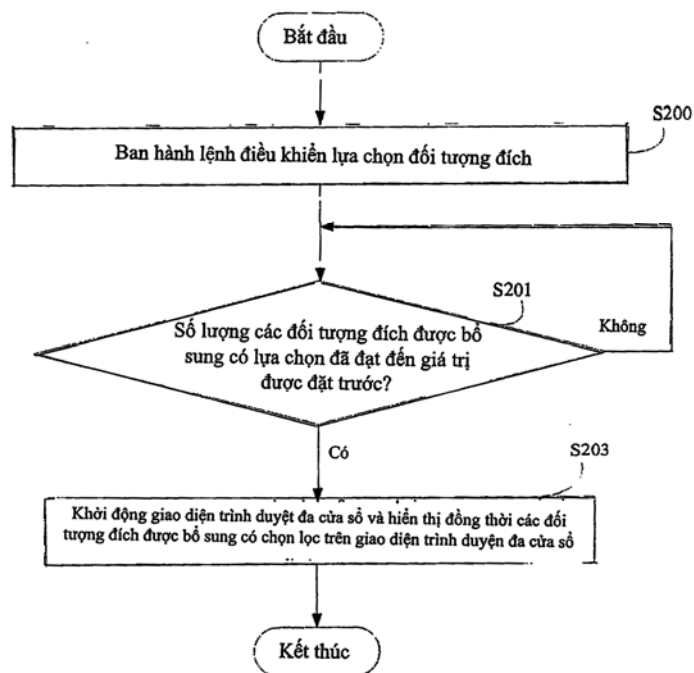 Bắt đầu
S200
Ban hành lệnh điều khiển lựa chọn đối tượng đích
S201
Số lượng các đối tượng đích được bổ
sung có lựa chọn đã đạt đến giá trị
được đặt trước?
Không
Có
S203
Khởi động giao diện trình duyệt đa cửa sổ và hiển thị đồng thời các đối
tượng đích được bổ sung có chọn lọc trên giao diện trình duyện đa cửa sổ
Kết thúc